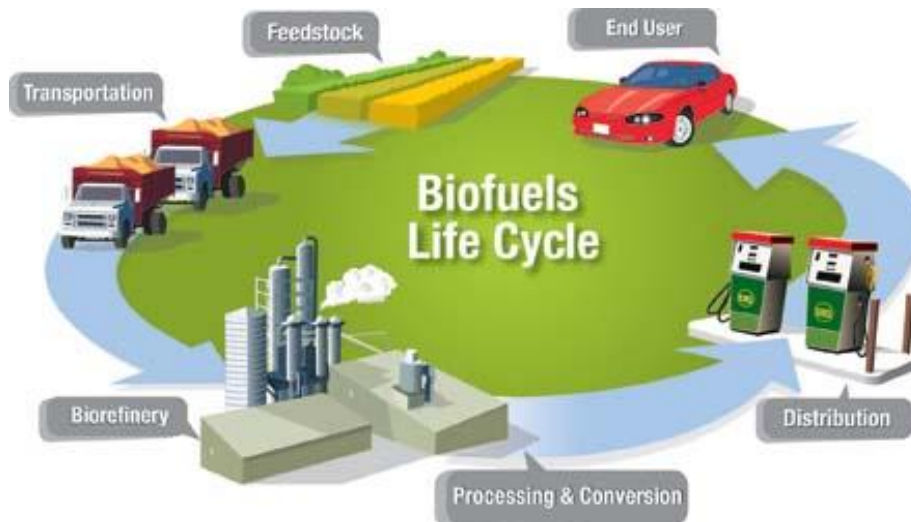 Feedstock
End User
Transportation
Biofuels
Life Cycle
Biorefinery
Distribution
Processing & Conversion